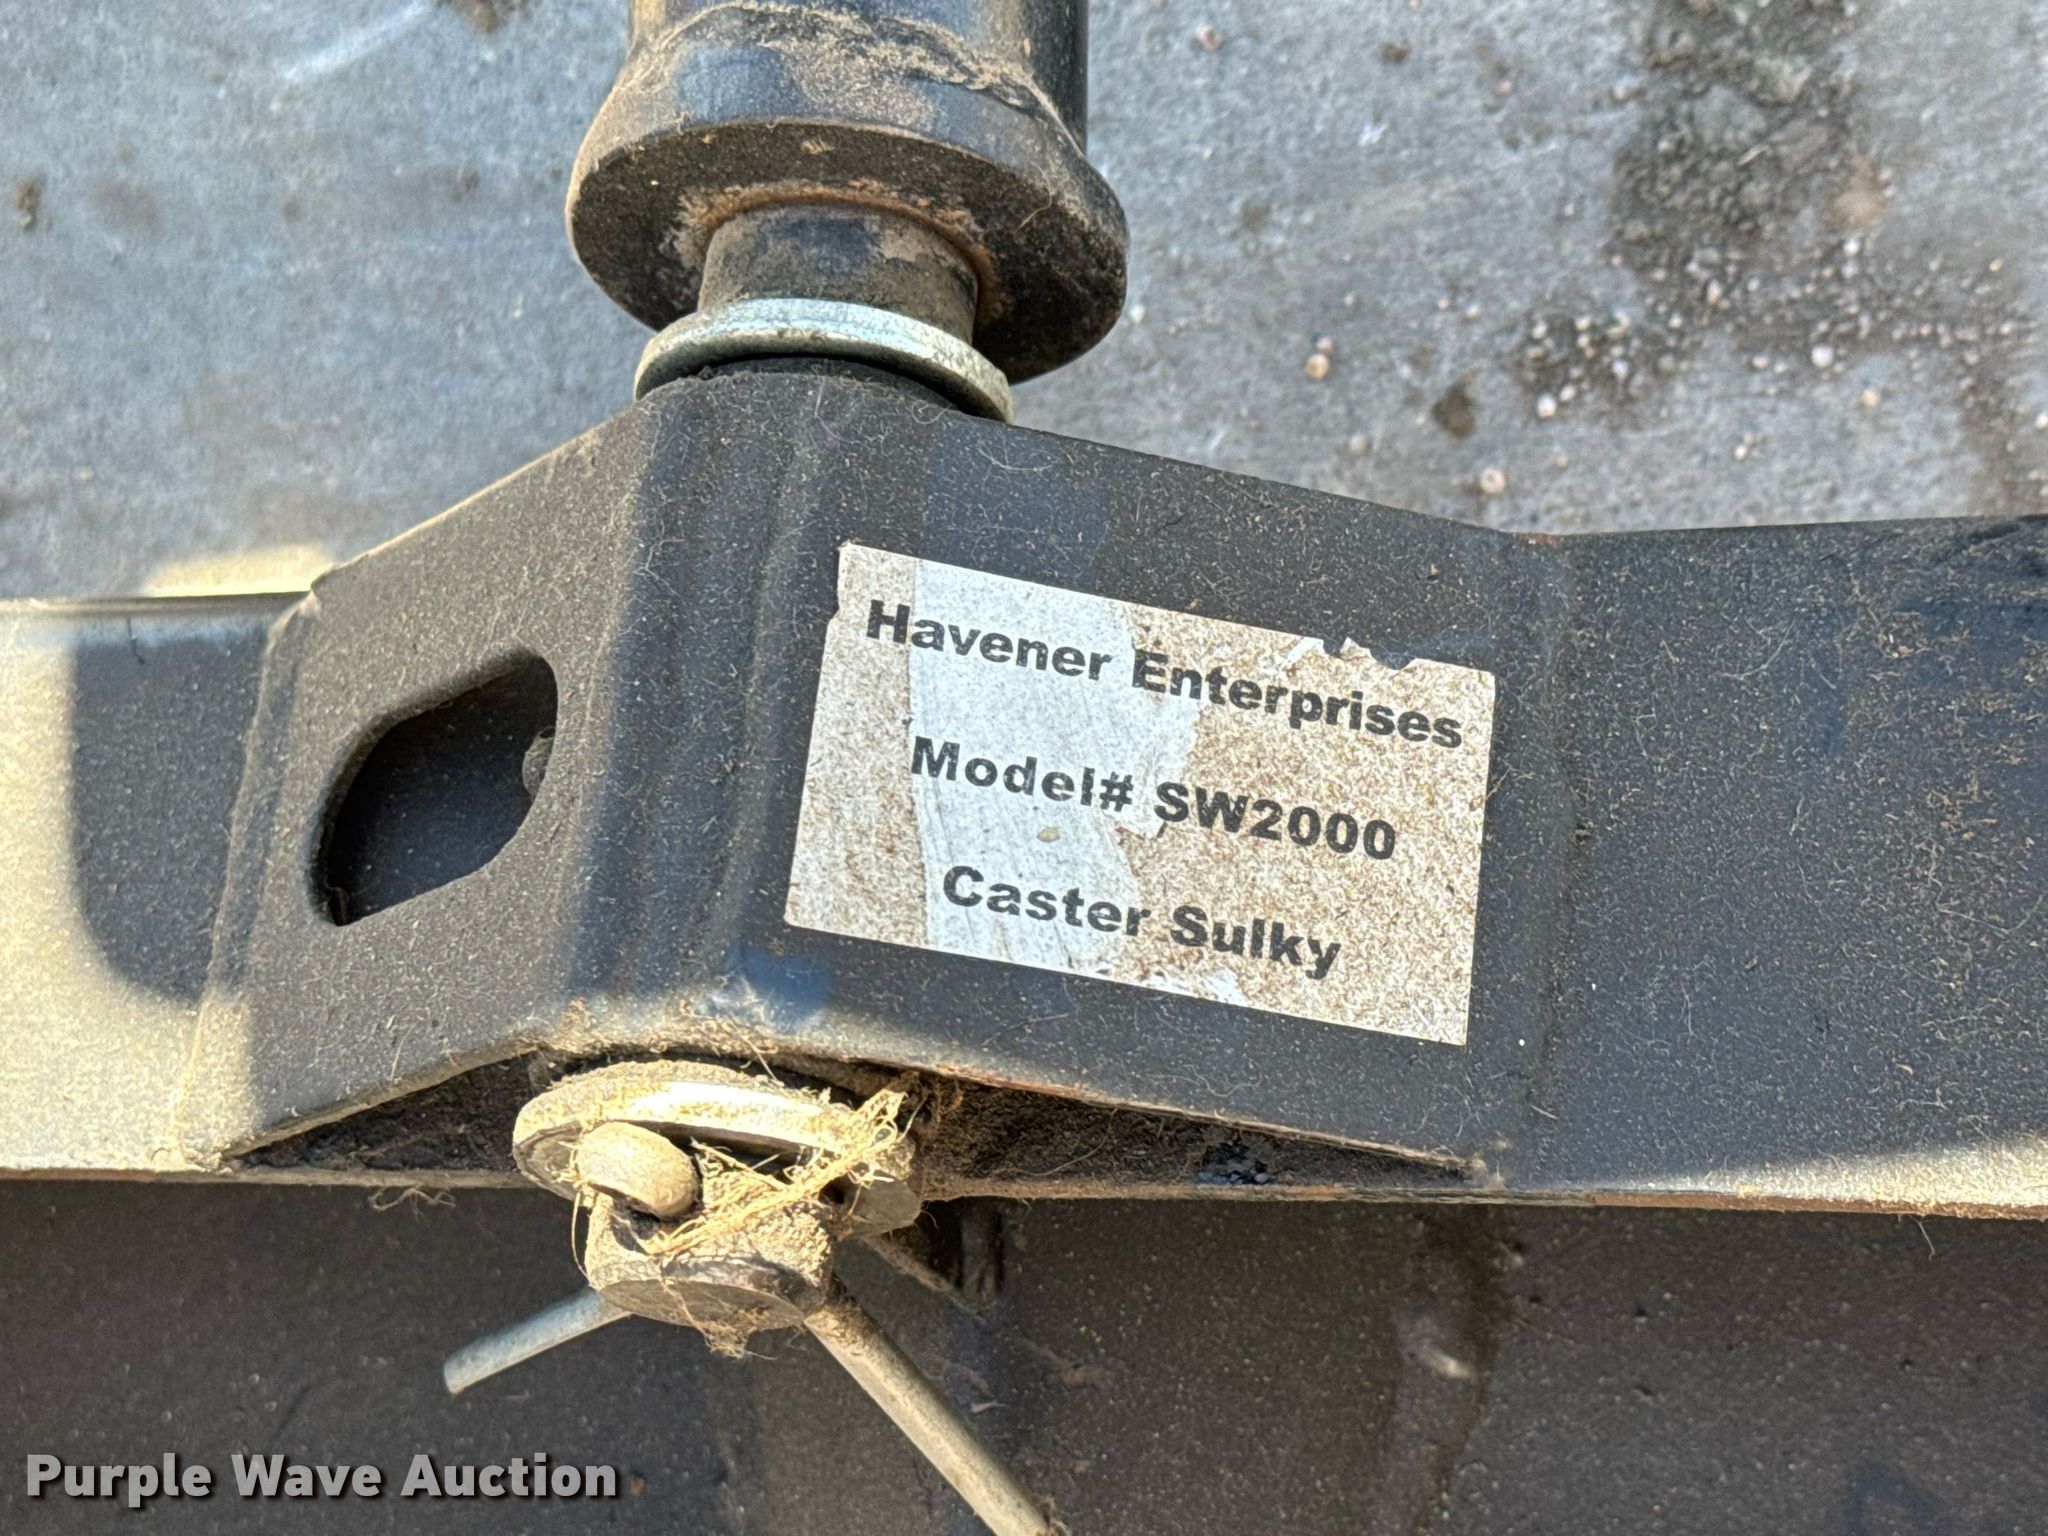 Havener Enterprises
Model# SW2000
Caster Sulky
Purple Wave Auction